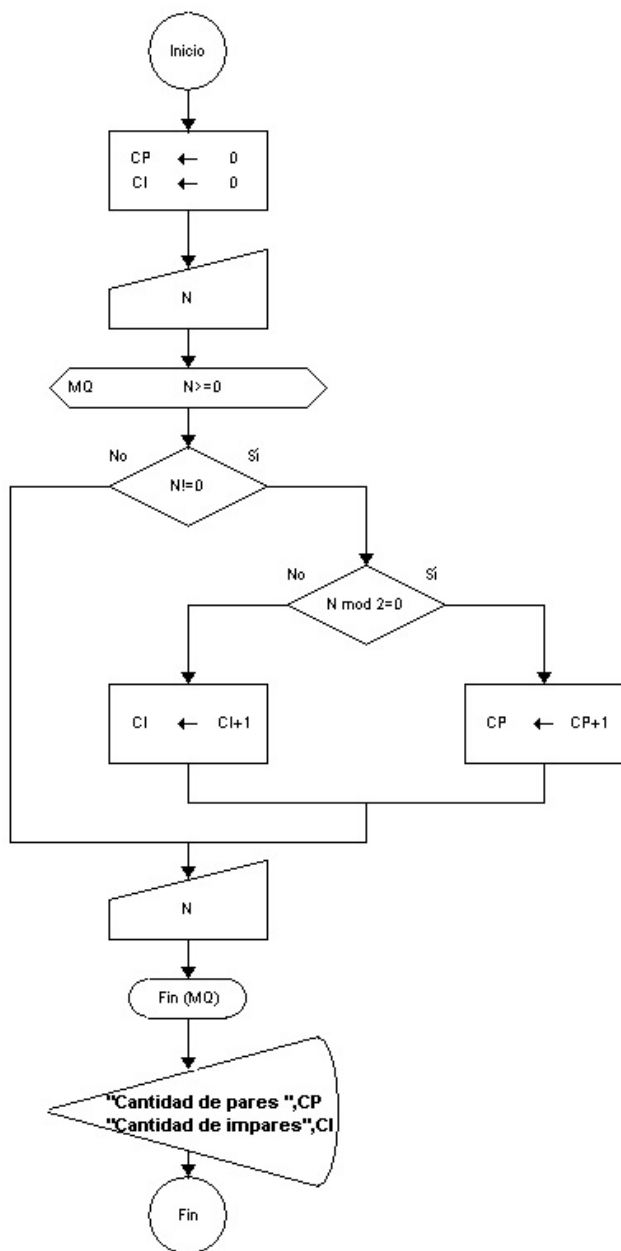 Inicio
CP ← 0
CI ← 0
N
MQ N>=0
No Sí
N!=0
No Sí
N mod 2=0
CI ← CI+1 CP ← CP+1
N
Fin (MQ)
"Cantidad de pares ",CP
"Cantidad de impares",CI
Fin